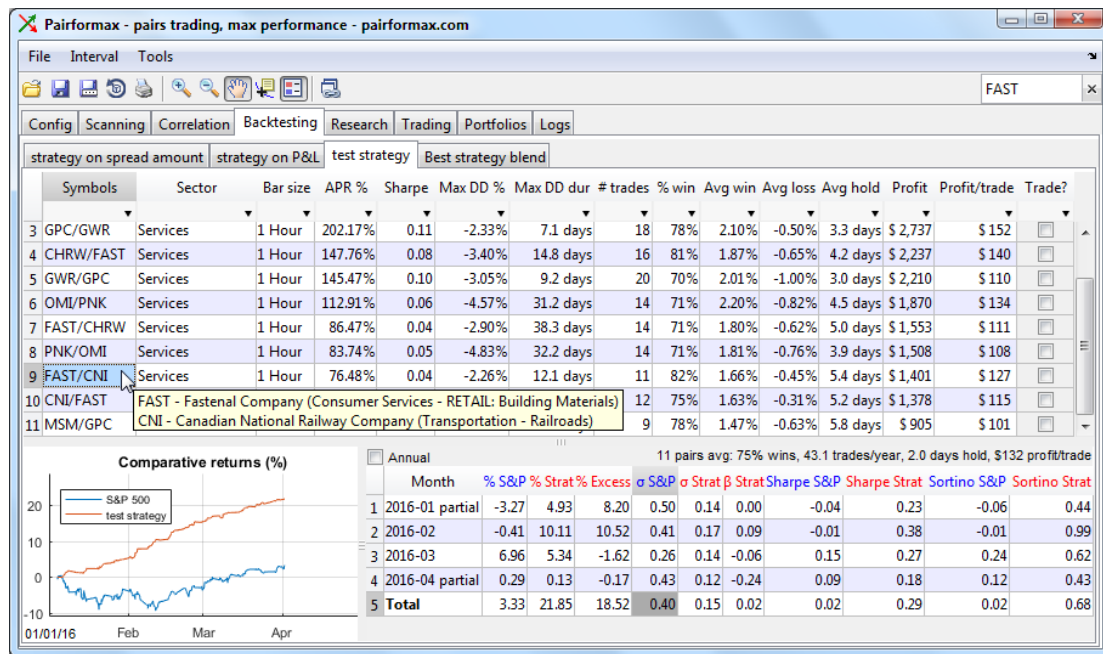 Pairformax - pairs trading, max performance - pairformax.com
File Interval Tools
FAST
Config Scanning Correlation Backtesting Research Trading Portfolios Logs
strategy on spread amount strategy on P&L test strategy Best strategy blend
Symbols Sector Bar size APR % Sharpe Max DD % Max DD dur # trades % win Avg win Avg loss Avg hold Profit Profit/trade Trade?
3 GPC/GWR Services 1 Hour 202.17% 0.11 -2.33% 7.1 days 18 78% 2.10% -0.50% 3.3 days $ 2,737 $ 152
4 CHRW/FAST Services 1 Hour 147.76% 0.08 -3.40% 14.8 days 16 81% 1.87% -0.65% 4.2 days $ 2,237 $ 140
5 GWR/GPC Services 1 Hour 145.47% 0.10 -3.05% 9.2 days 20 70% 2.01% -1.00% 3.0 days $ 2,210 $ 110
6 OMI/PNK Services 1 Hour 112.91% 0.06 -4.57% 31.2 days 14 71% 2.20% -0.82% 4.5 days $ 1,870 $ 134
7 FAST/CHRW Services 1 Hour 86.47% 0.04 -2.90% 38.3 days 14 71% 1.80% -0.62% 5.0 days $ 1,553 $ 111
8 PNK/OMI Services 1 Hour 83.74% 0.05 -4.83% 32.2 days 14 71% 1.81% -0.76% 3.9 days $ 1,508 $ 108
9 FAST/CNI Services 1 Hour 76.48% 0.04 -2.26% 12.1 days 11 82% 1.66% -0.45% 5.4 days $ 1,401 $ 127
10 CNI/FAST FAST - Fastenal Company (Consumer Services - RETAIL: Building Materials) 12 75% 1.63% -0.31% 5.2 days $ 1,378 $ 115
11 MSM/GPC CNI - Canadian National Railway Company (Transportation - Railroads) 9 78% 1.47% -0.63% 5.8 days $ 905 $ 101
Comparative returns (%)
S&P 500
test strategy
20
10
0
-10
01/01/16 Feb Mar Apr
Annual 11 pairs avg: 75% wins, 43.1 trades/year, 2.0 days hold, $132 profit/trade
Month % S&P % Strat % Excess σ S&P σ Strat β Strat Sharpe S&P Sharpe Strat Sortino S&P Sortino Strat
1 2016-01 partial -3.27 4.93 8.20 0.50 0.14 0.00 -0.04 0.23 -0.06 0.44
2 2016-02 -0.41 10.11 10.52 0.41 0.17 0.09 -0.01 0.38 -0.01 0.99
3 2016-03 6.96 5.34 -1.62 0.26 0.14 -0.06 0.15 0.27 0.24 0.62
4 2016-04 partial 0.29 0.13 -0.17 0.43 0.12 -0.24 0.09 0.18 0.12 0.43
5 Total 3.33 21.85 18.52 0.40 0.15 0.02 0.02 0.29 0.02 0.68